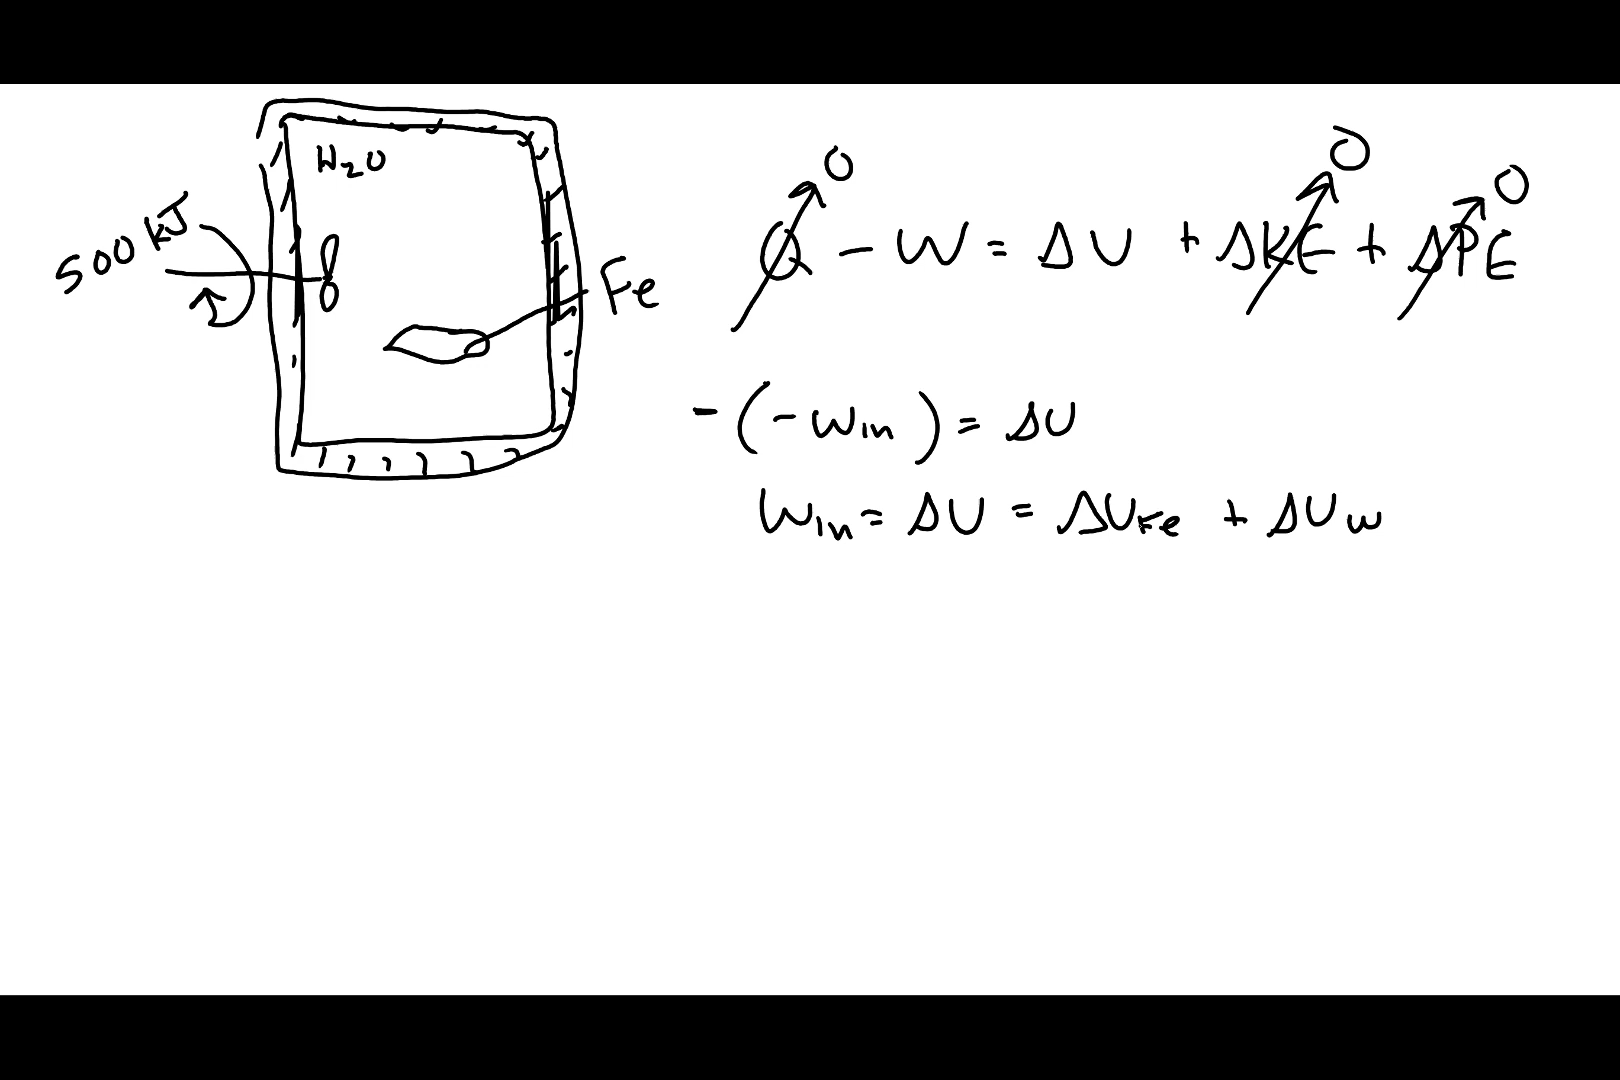 H₂O
500 kJ
Fe
Q → 0 - W = ΔU + ΔKE → 0 + ΔPE → 0
-(-Win) = ΔU
Win = ΔU = ΔUFe + ΔUw